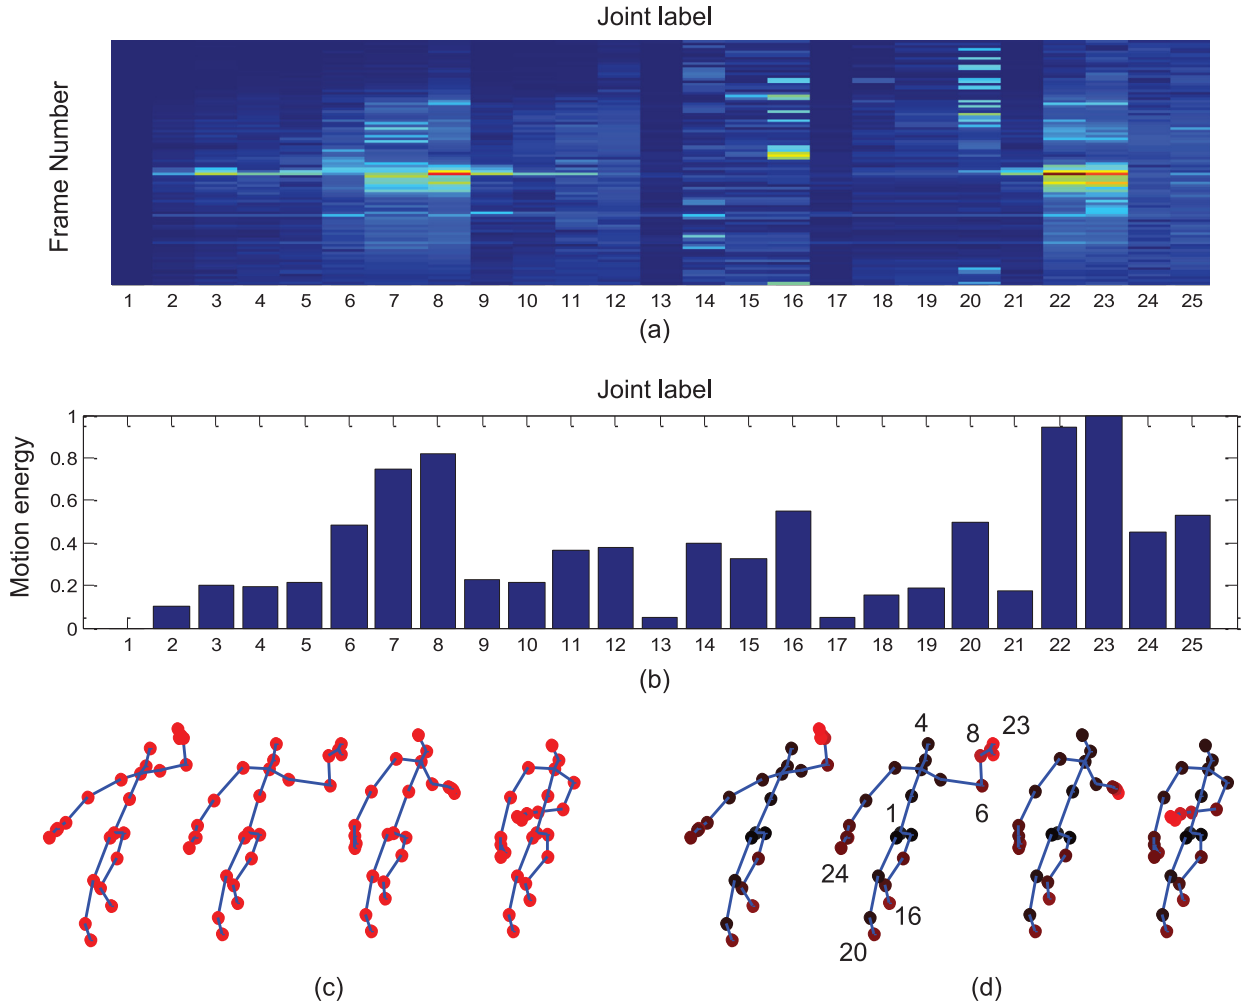 Joint label
Frame Number
1 2 3 4 5 6 7 8 9 10 11 12 13 14 15 16 17 18 19 20 21 22 23 24 25
(a)
Joint label
Motion energy
1
0.8
0.6
0.4
0.2
0
1 2 3 4 5 6 7 8 9 10 11 12 13 14 15 16 17 18 19 20 21 22 23 24 25
(b)
4 8 23
1 6
24
16
20
(c) (d)